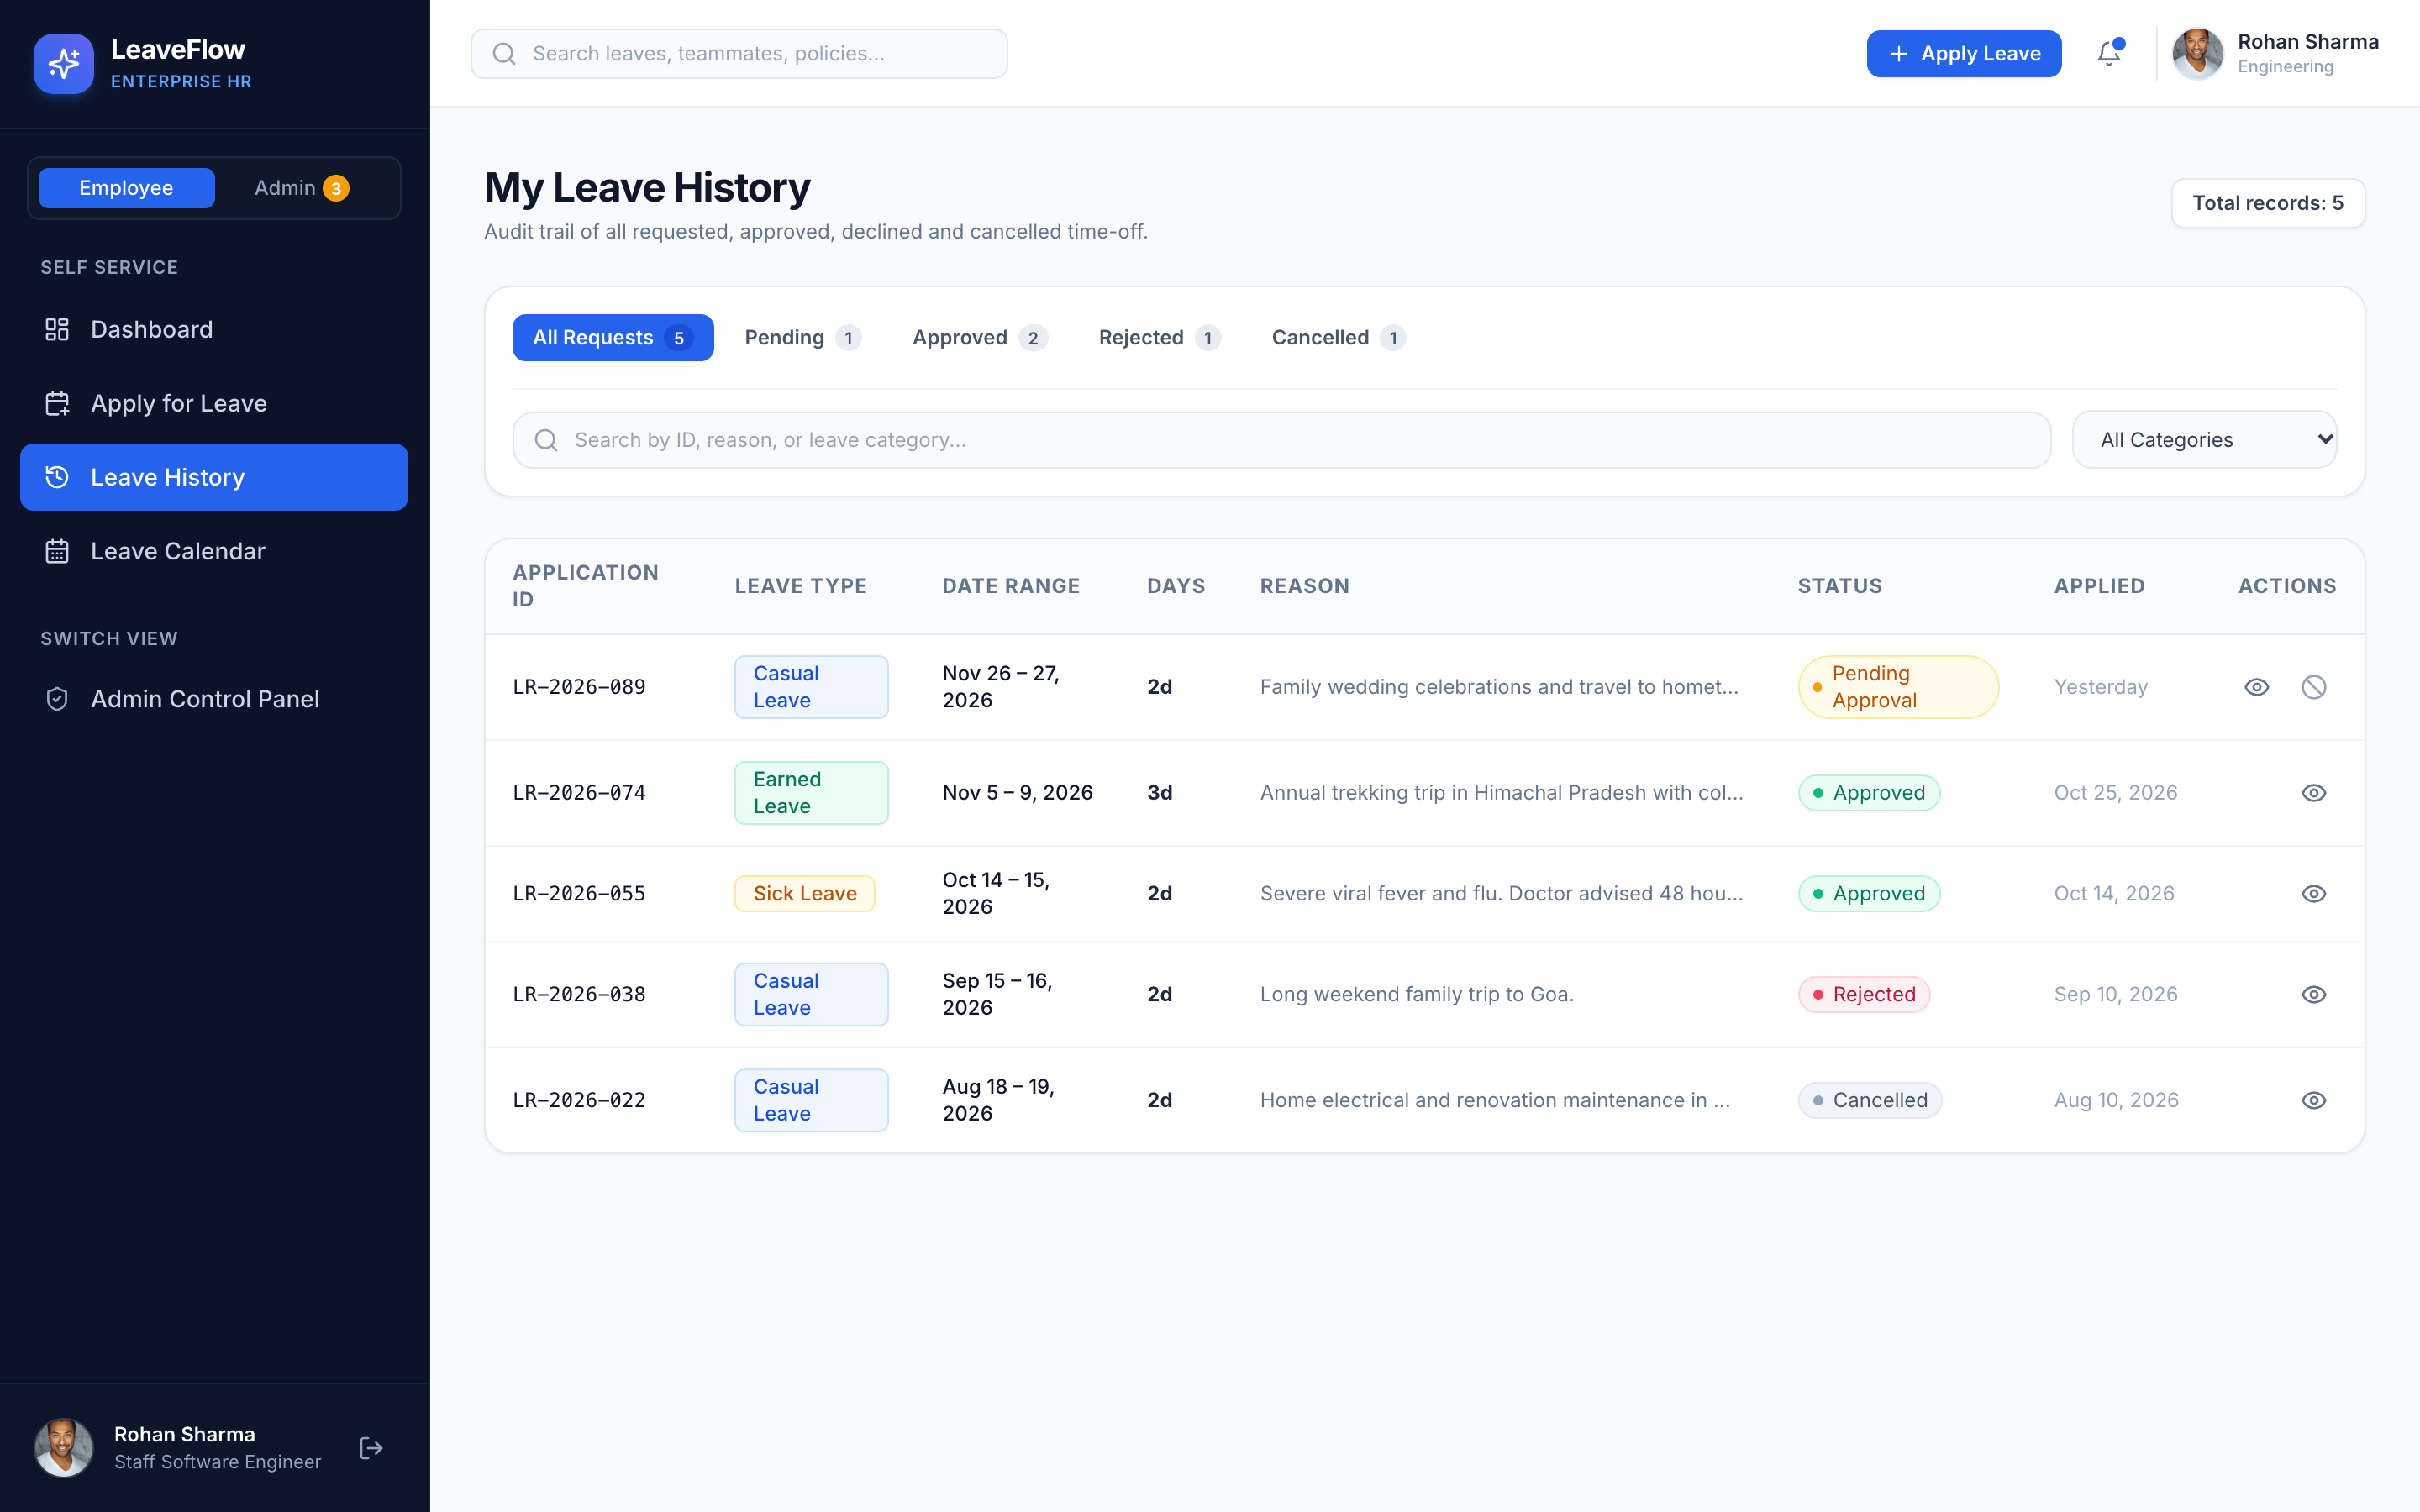 LeaveFlow
ENTERPRISE HR
Employee
Admin 3
SELF SERVICE
Dashboard
Apply for Leave
Leave History
Leave Calendar
SWITCH VIEW
Admin Control Panel
Rohan Sharma
Staff Software Engineer
Search leaves, teammates, policies...
+ Apply Leave
Rohan Sharma
Engineering
My Leave History
Audit trail of all requested, approved, declined and cancelled time-off.
Total records: 5
All Requests 5
Pending 1
Approved 2
Rejected 1
Cancelled 1
Search by ID, reason, or leave category...
All Categories
APPLICATION
ID
LEAVE TYPE
DATE RANGE
DAYS
REASON
STATUS
APPLIED
ACTIONS
LR-2026-089
Casual
Leave
Nov 26 – 27,
2026
2d
Family wedding celebrations and travel to homet...
Pending
Approval
Yesterday
LR-2026-074
Earned
Leave
Nov 5 – 9, 2026
3d
Annual trekking trip in Himachal Pradesh with col...
Approved
Oct 25, 2026
LR-2026-055
Sick Leave
Oct 14 – 15,
2026
2d
Severe viral fever and flu. Doctor advised 48 hou...
Approved
Oct 14, 2026
LR-2026-038
Casual
Leave
Sep 15 – 16,
2026
2d
Long weekend family trip to Goa.
Rejected
Sep 10, 2026
LR-2026-022
Casual
Leave
Aug 18 – 19,
2026
2d
Home electrical and renovation maintenance in ...
Cancelled
Aug 10, 2026